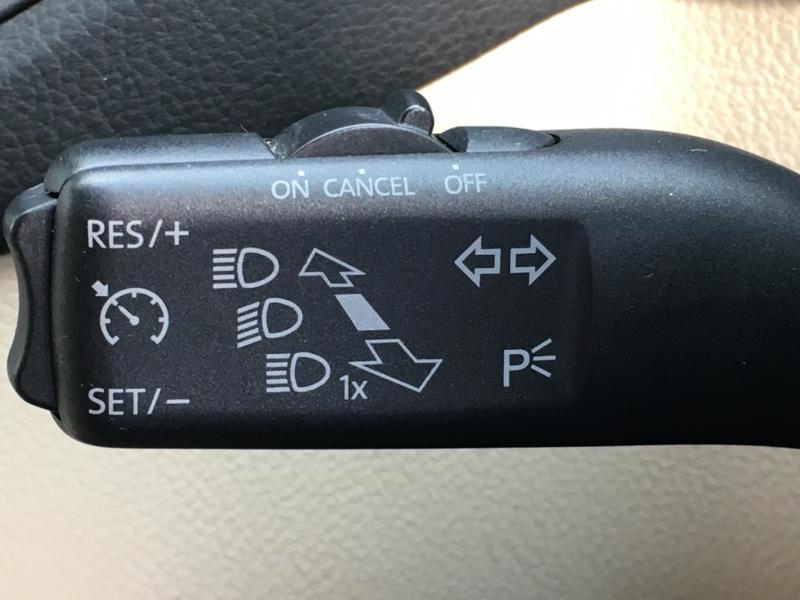 ON CANCEL OFF
RES/+
SET/−
1x
P